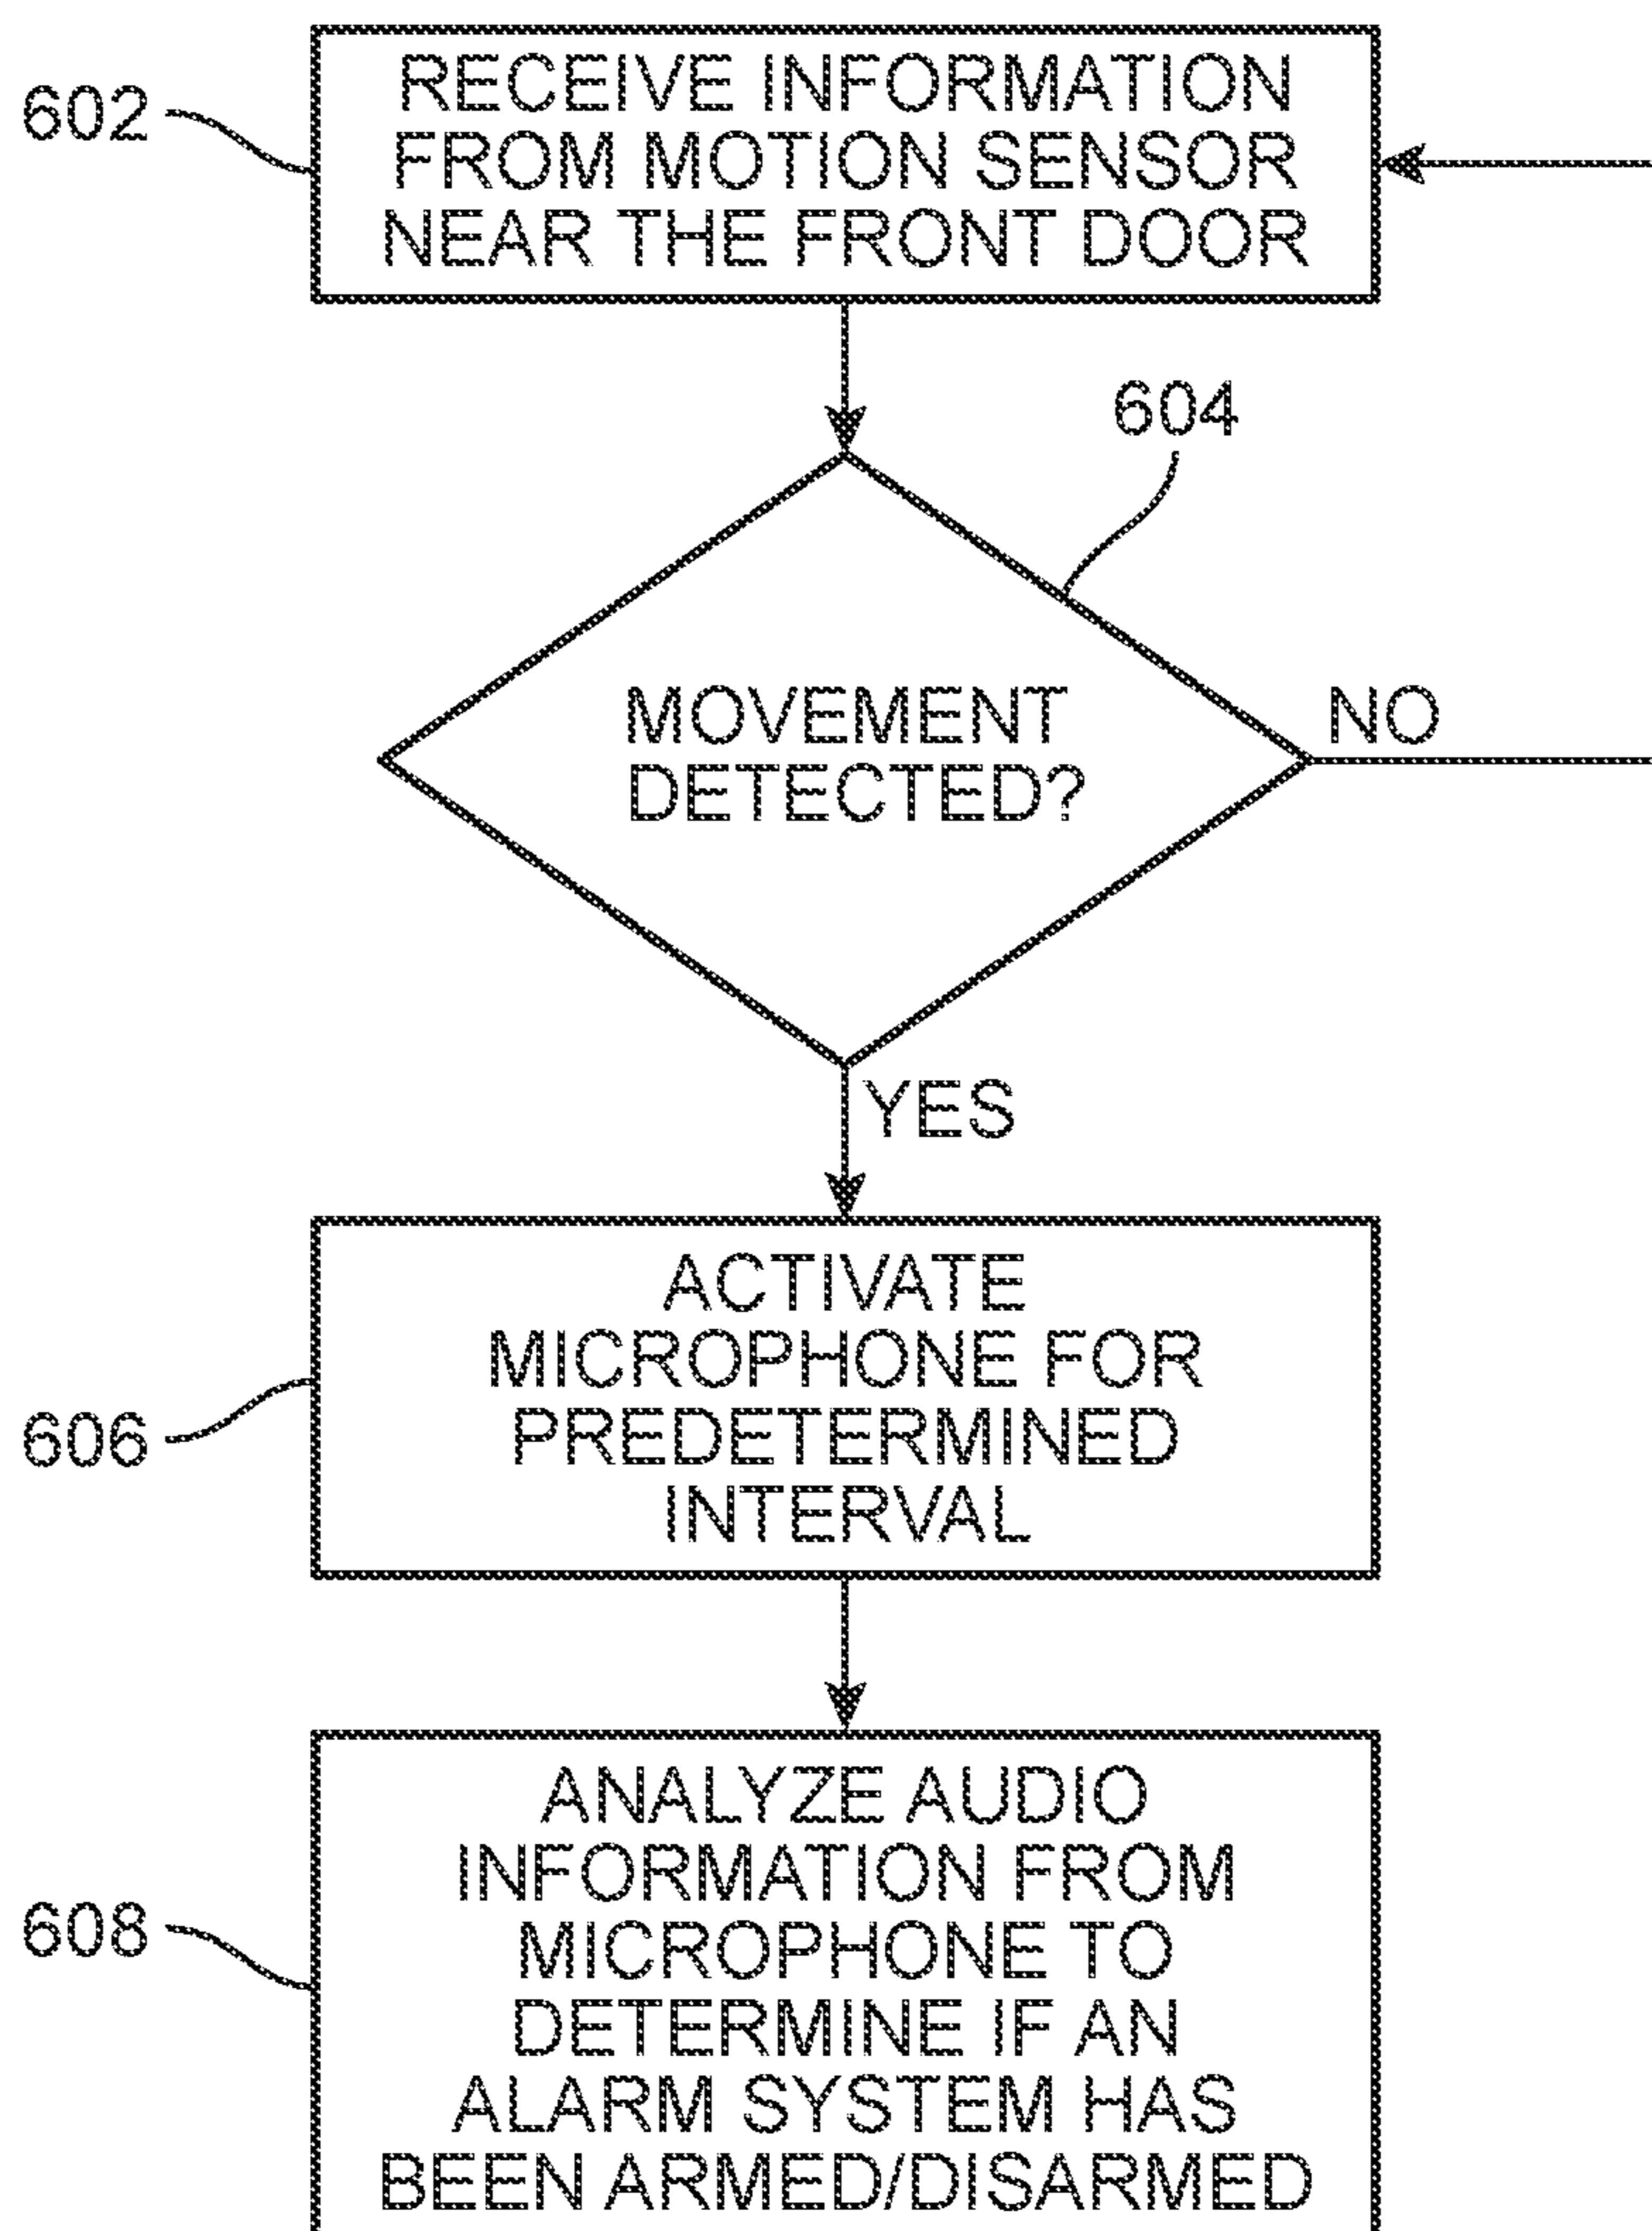 602
RECEIVE INFORMATION
FROM MOTION SENSOR
NEAR THE FRONT DOOR
604
MOVEMENT
DETECTED?
NO
YES
606
ACTIVATE
MICROPHONE FOR
PREDETERMINED
INTERVAL
608
ANALYZE AUDIO
INFORMATION FROM
MICROPHONE TO
DETERMINE IF AN
ALARM SYSTEM HAS
BEEN ARMED/DISARMED